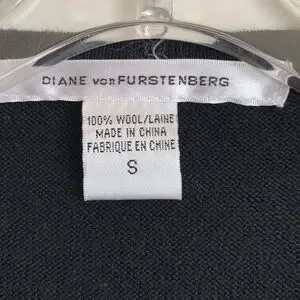 DIANE von FURSTENBERG
100% WOOL/LAINE
MADE IN CHINA
FABRIQUE EN CHINE
S